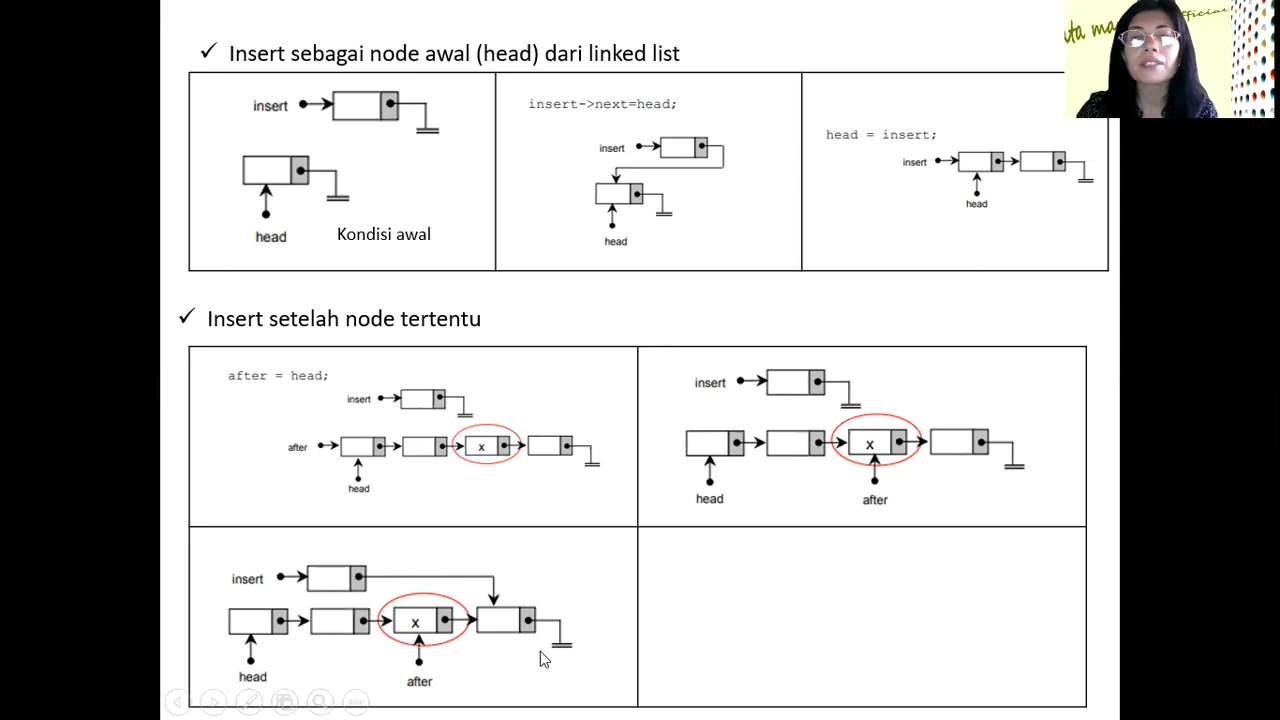 ✓ Insert sebagai node awal (head) dari linked list
insert
head
Kondisi awal
insert->next=head;
insert
head
head = insert;
insert
head
✓ Insert setelah node tertentu
after = head;
insert
after
x
head
insert
x
head
after
insert
x
head
after